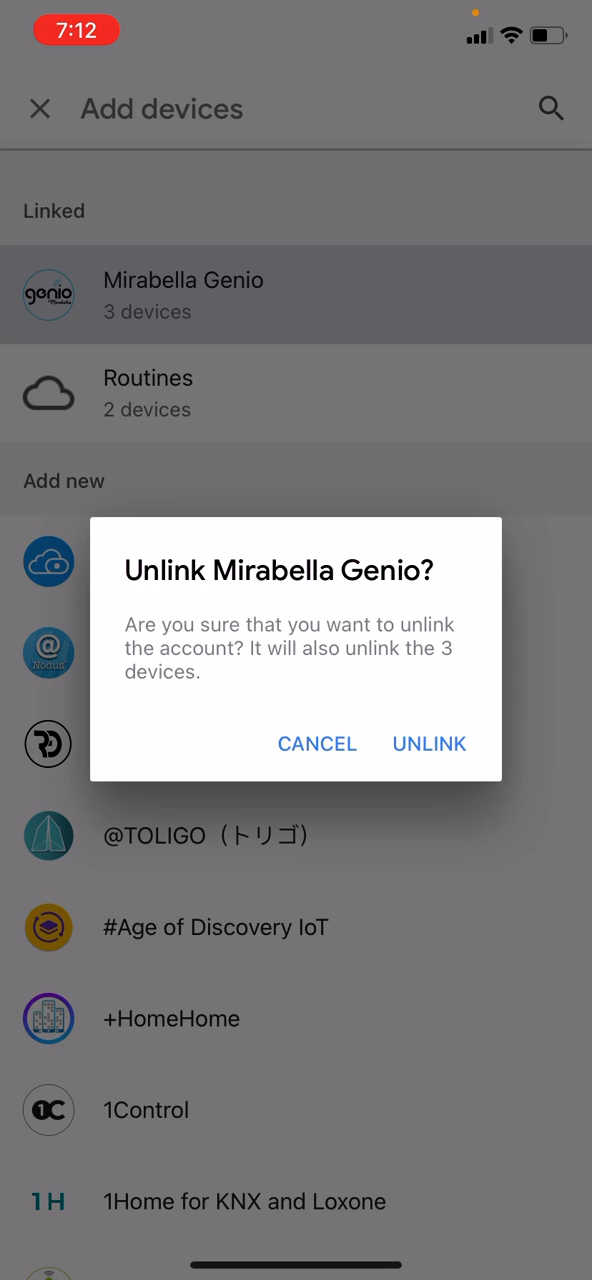 7:12
Add devices
Linked
genio
Mirabella Genio
3 devices
Routines
2 devices
Add new
Unlink Mirabella Genio?
Are you sure that you want to unlink
the account? It will also unlink the 3
devices.
CANCEL
UNLINK
@
Nodus
@TOLIGO（トリゴ）
#Age of Discovery IoT
+HomeHome
1C
1Control
1H
1Home for KNX and Loxone